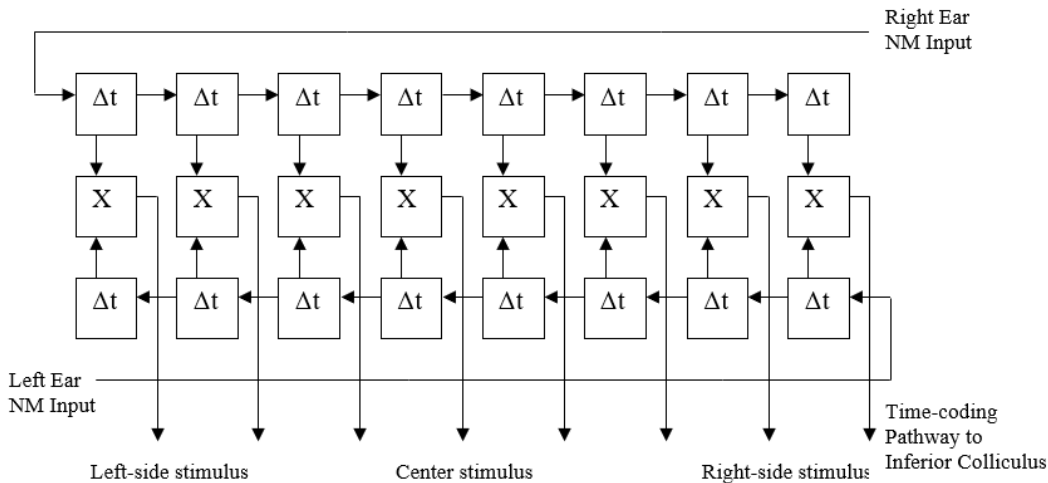 Right Ear
NM Input
Δt Δt Δt Δt Δt Δt Δt Δt
X X X X X X X X
Δt Δt Δt Δt Δt Δt Δt Δt
Left Ear
NM Input
Time-coding
Pathway to
Inferior Colliculus
Left-side stimulus
Center stimulus
Right-side stimulus